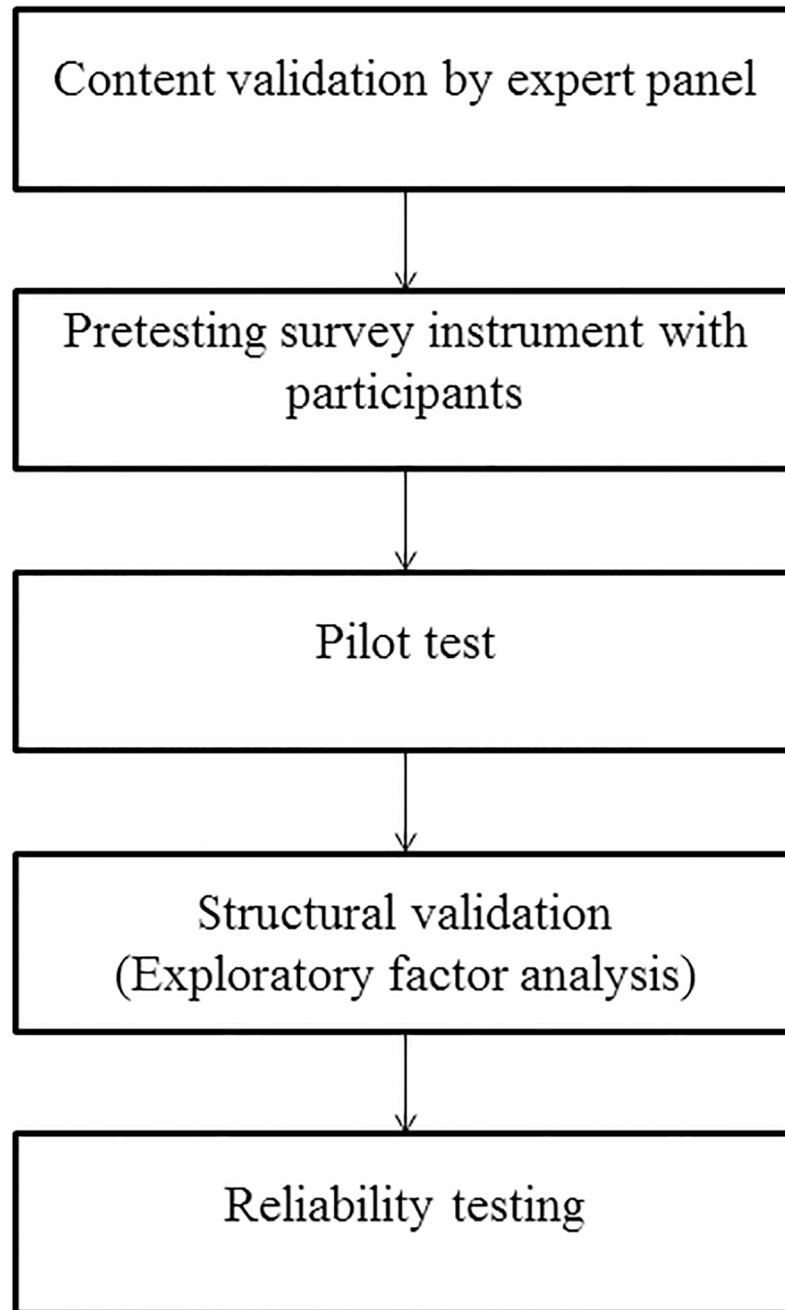 Content validation by expert panel
Pretesting survey instrument with
participants
Pilot test
Structural validation
(Exploratory factor analysis)
Reliability testing